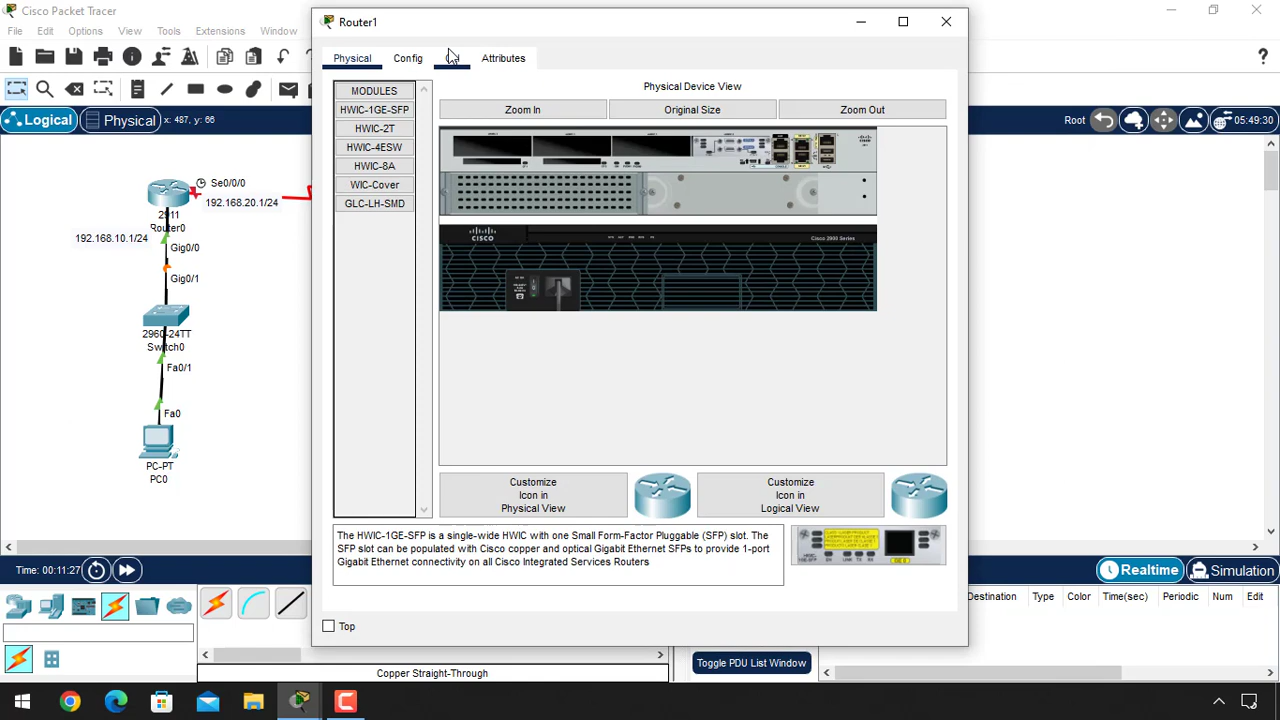 Cisco Packet Tracer
File Edit Options View Tools Extensions Window
Logical Physical x: 487, y: 66
Root 05:49:30
Router1
Physical Config Attributes
MODULES
HWIC-1GE-SFP
HWIC-2T
HWIC-4ESW
HWIC-8A
WIC-Cover
GLC-LH-SMD
Physical Device View
Zoom In Original Size Zoom Out
CISCO
Cisco 2900 Series
Customize
Icon in
Physical View
Customize
Icon in
Logical View
The HWIC-1GE-SFP is a single-wide HWIC with one Small Form-Factor Pluggable (SFP) slot. The
SFP slot can be populated with Cisco copper and optical Gigabit Ethernet SFPs to provide 1-port
Gigabit Ethernet connectivity on all Cisco Integrated Services Routers
Top
Se0/0/0
192.168.20.1/24
2911
Router0
192.168.10.1/24
Gig0/0
Gig0/1
2960-24TT
Switch0
Fa0/1
Fa0
PC-PT
PC0
Time: 00:11:27
Realtime Simulation
Copper Straight-Through
Destination Type Color Time(sec) Periodic Num Edit
Toggle PDU List Window